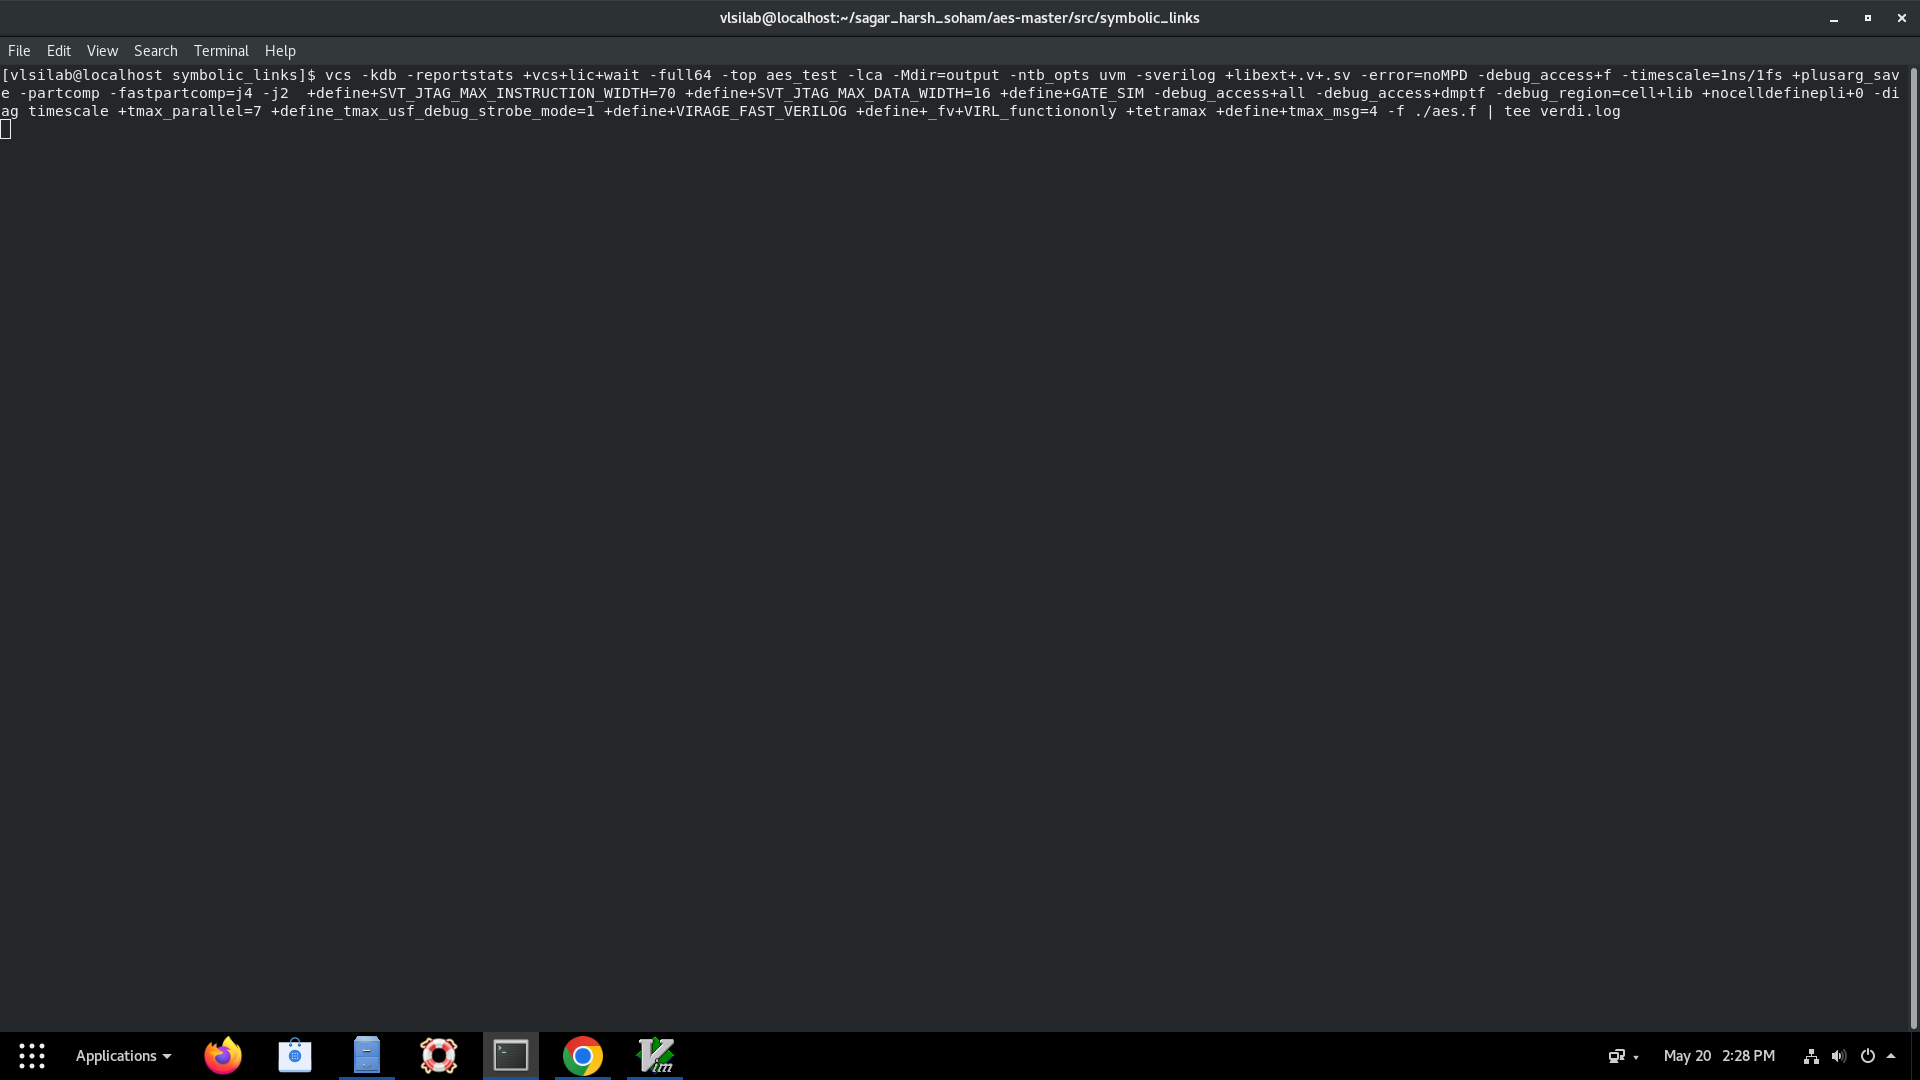 vlsilab@localhost:~/sagar_harsh_soham/aes-master/src/symbolic_links
File Edit View Search Terminal Help
[vlsilab@localhost symbolic_links]$ vcs -kdb -reportstats +vcs+lic+wait -full64 -top aes_test -lca -Mdir=output -ntb_opts uvm -sverilog +libext+.v+.sv -error=noMPD -debug_access+f -timescale=1ns/1fs +plusarg_sav
e -partcomp -fastpartcomp=j4 -j2  +define+SVT_JTAG_MAX_INSTRUCTION_WIDTH=70 +define+SVT_JTAG_MAX_DATA_WIDTH=16 +define+GATE_SIM -debug_access+all -debug_access+dmptf -debug_region=cell+lib +nocelldefinepli+0 -di
ag timescale +tmax_parallel=7 +define_tmax_usf_debug_strobe_mode=1 +define+VIRAGE_FAST_VERILOG +define+_fv+VIRL_functiononly +tetramax +define+tmax_msg=4 -f ./aes.f | tee verdi.log
Applications
Vim
May 20 2:28 PM